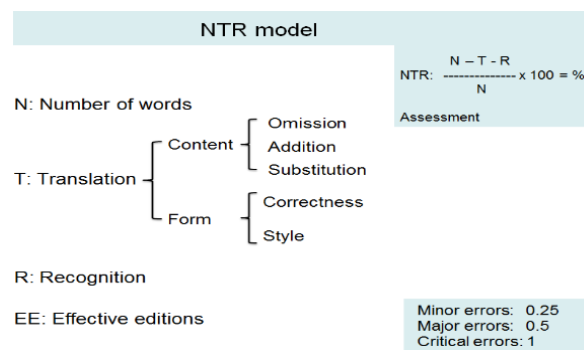 NTR model
N – T - R
NTR: -------------- x 100 = %
N
Assessment
N: Number of words
T: Translation
Content
Omission
Addition
Substitution
Form
Correctness
Style
R: Recognition
EE: Effective editions
Minor errors: 0.25
Major errors: 0.5
Critical errors: 1